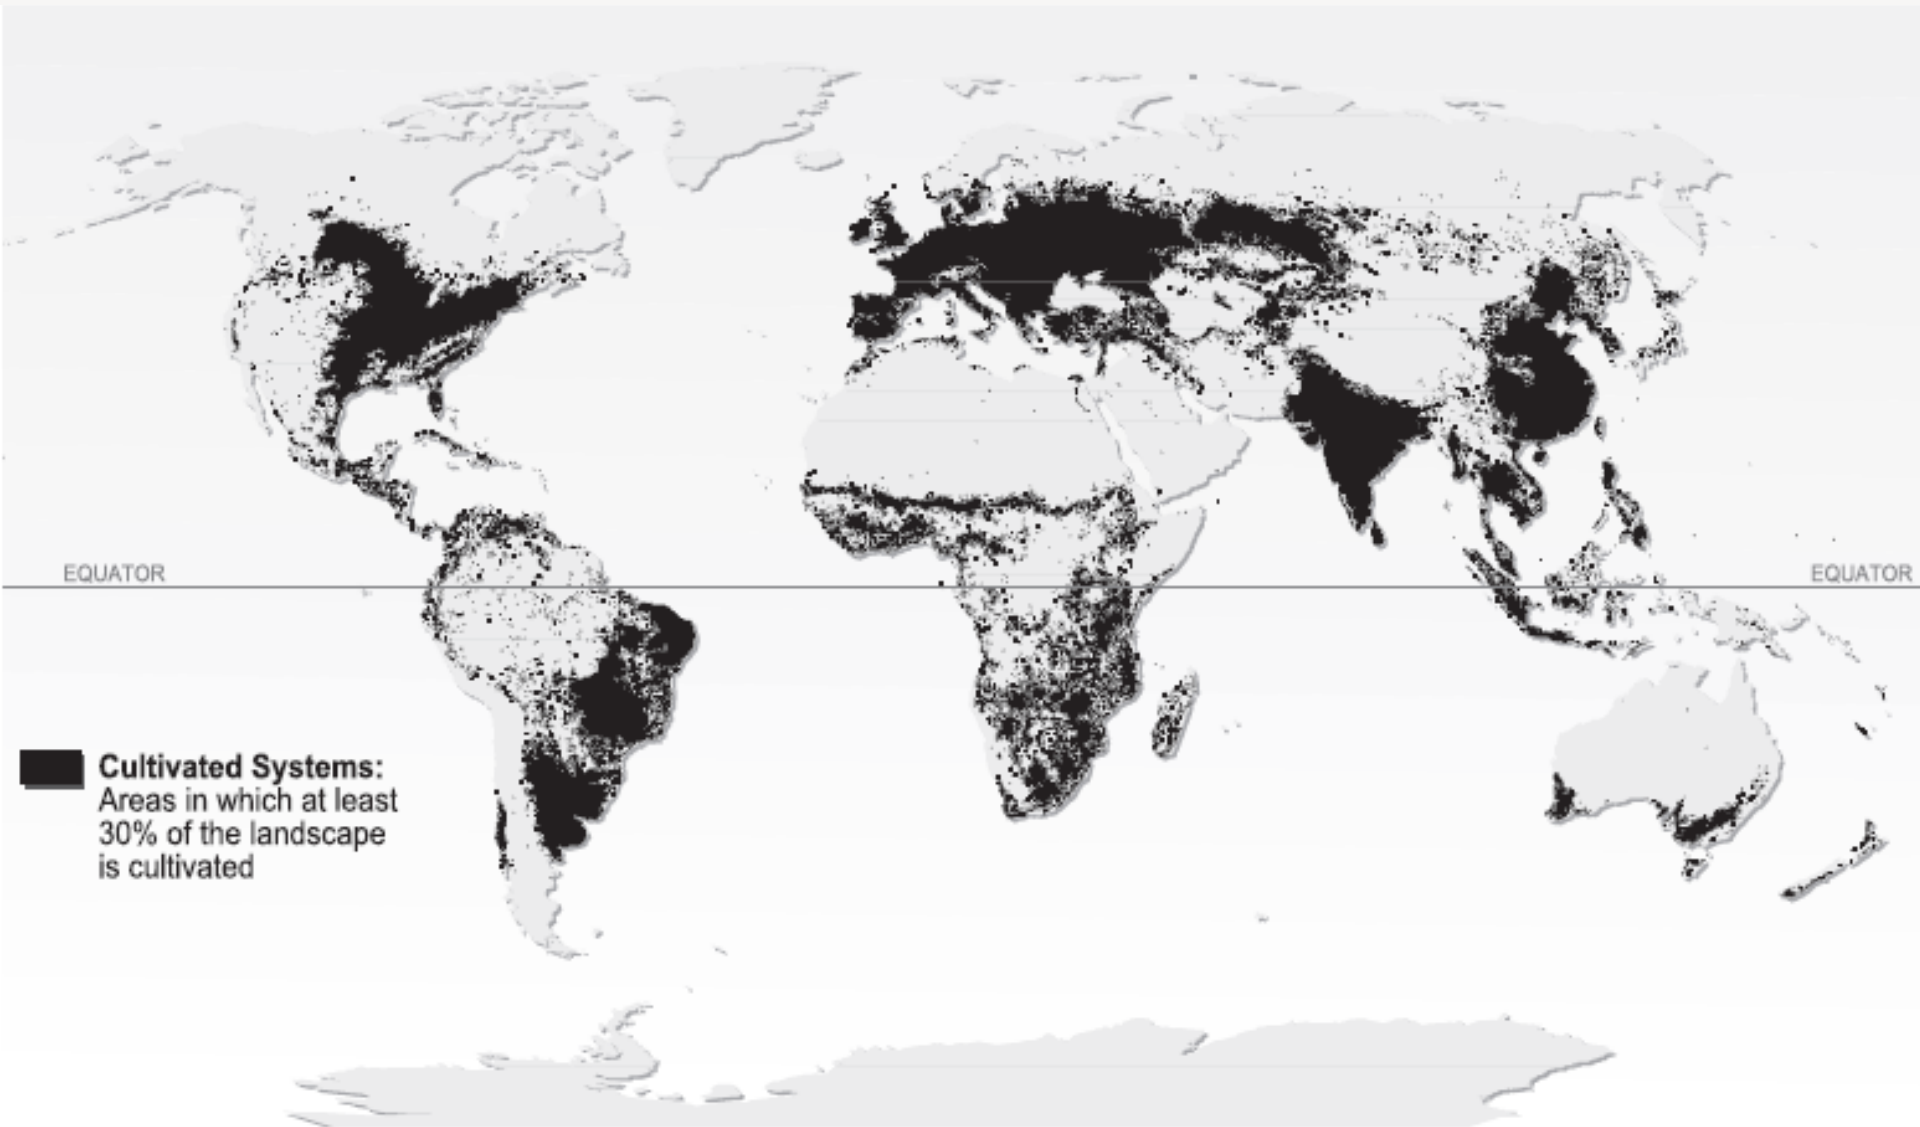 EQUATOR
EQUATOR
Cultivated Systems:
Areas in which at least
30% of the landscape
is cultivated